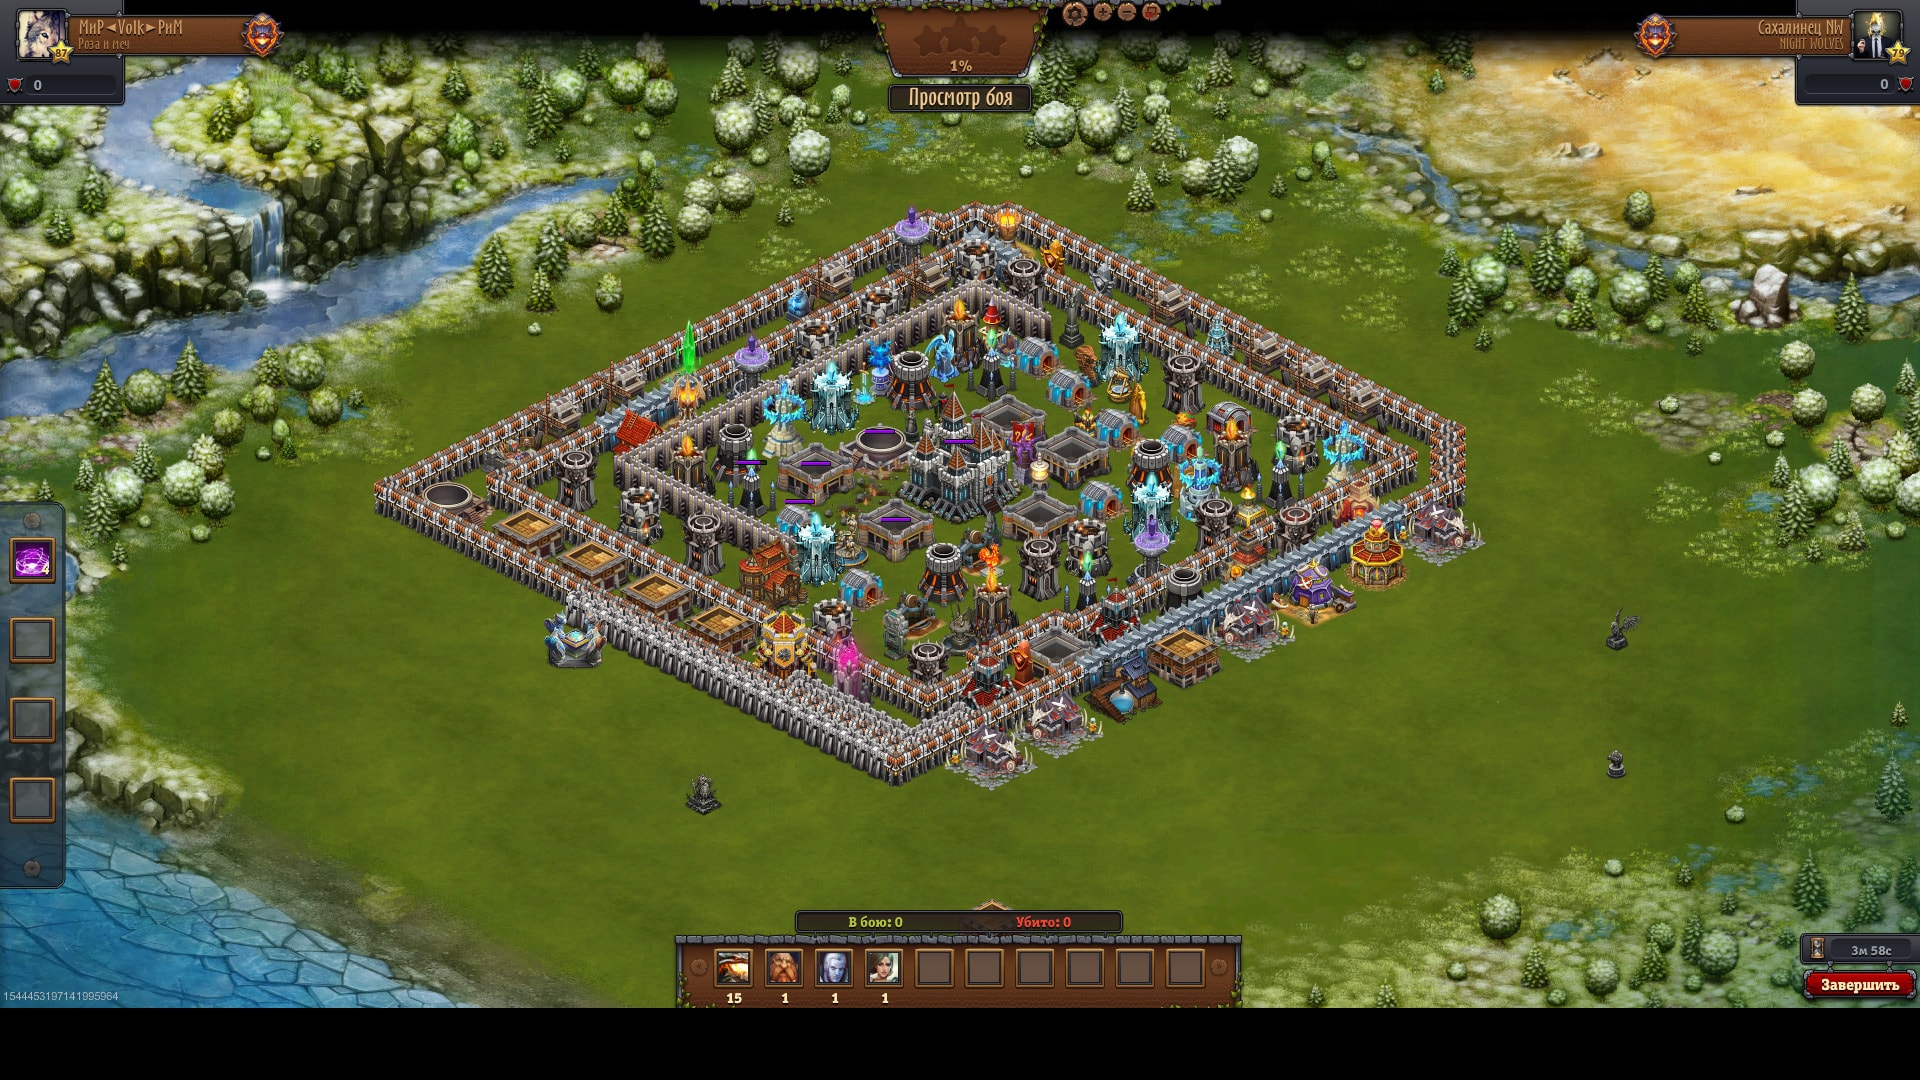 МиР◄Volk►РиМ
Роза и меч
87
0
1%
Просмотр боя
Сахалинец NW
NIGHT WOLVES
79
0
4
В бою: 0
Убито: 0
15
1
1
1
3м 58с
Завершить
1544453197141995964